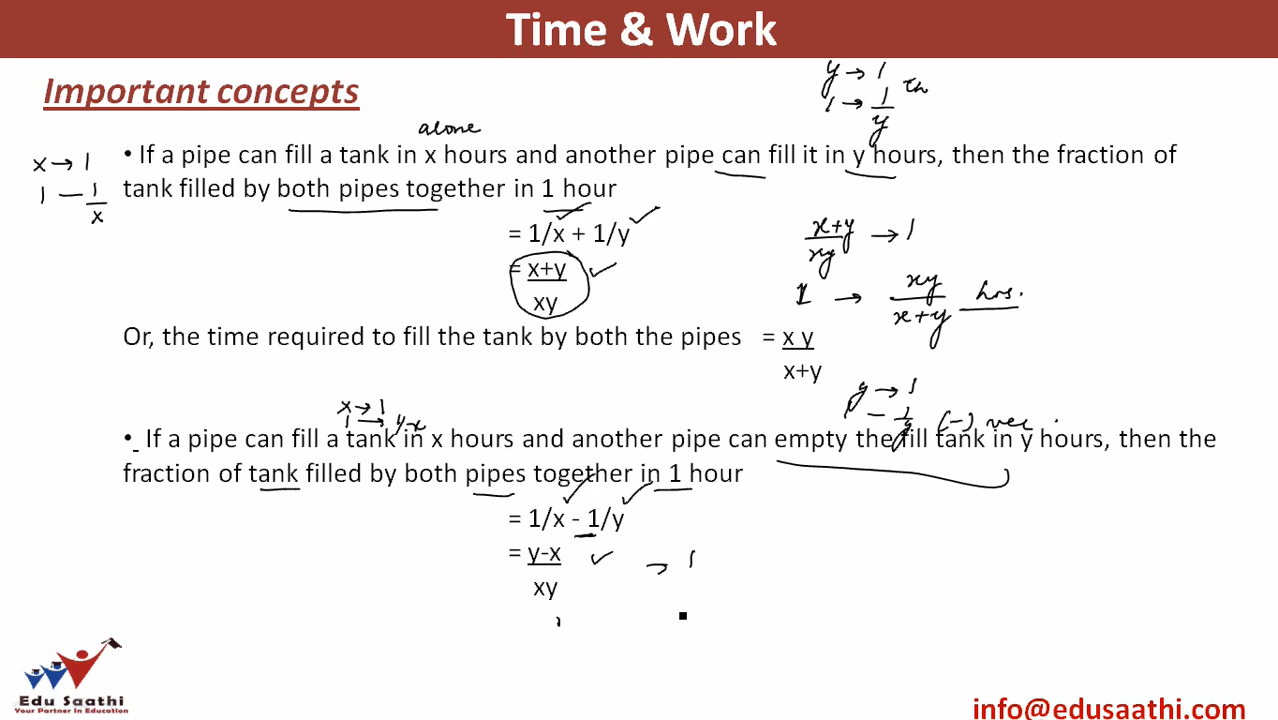 Time & Work
Important concepts
y → 1
1 → 1/y th
alone
x → 1
1 — 1/x
• If a pipe can fill a tank in x hours and another pipe can fill it in y hours, then the fraction of
tank filled by both pipes together in 1 hour
= 1/x + 1/y
= x+y
xy
x+y/xy → 1
1 → xy/x+y hrs.
Or, the time required to fill the tank by both the pipes = x y
x+y
y → 1
– 1/y (–) ve
x → 1
1 → y-x
• If a pipe can fill a tank in x hours and another pipe can empty the fill tank in y hours, then the
fraction of tank filled by both pipes together in 1 hour
= 1/x - 1/y
= y-x → 1
xy
Edu Saathi
Your Partner in Education
info@edusaathi.com